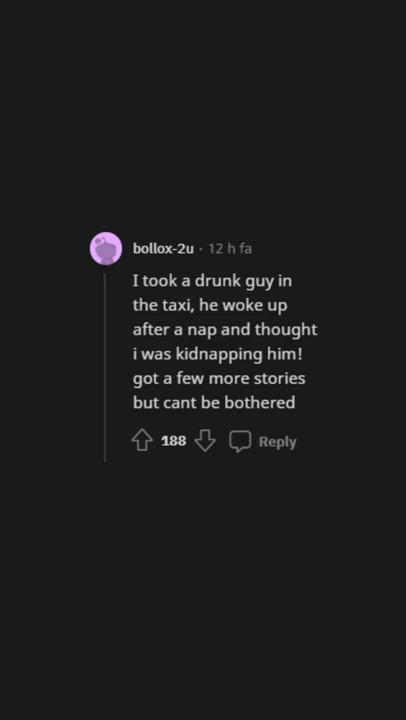 bollox-2u · 12 h fa
I took a drunk guy in
the taxi, he woke up
after a nap and thought
i was kidnapping him!
got a few more stories
but cant be bothered
188 Reply